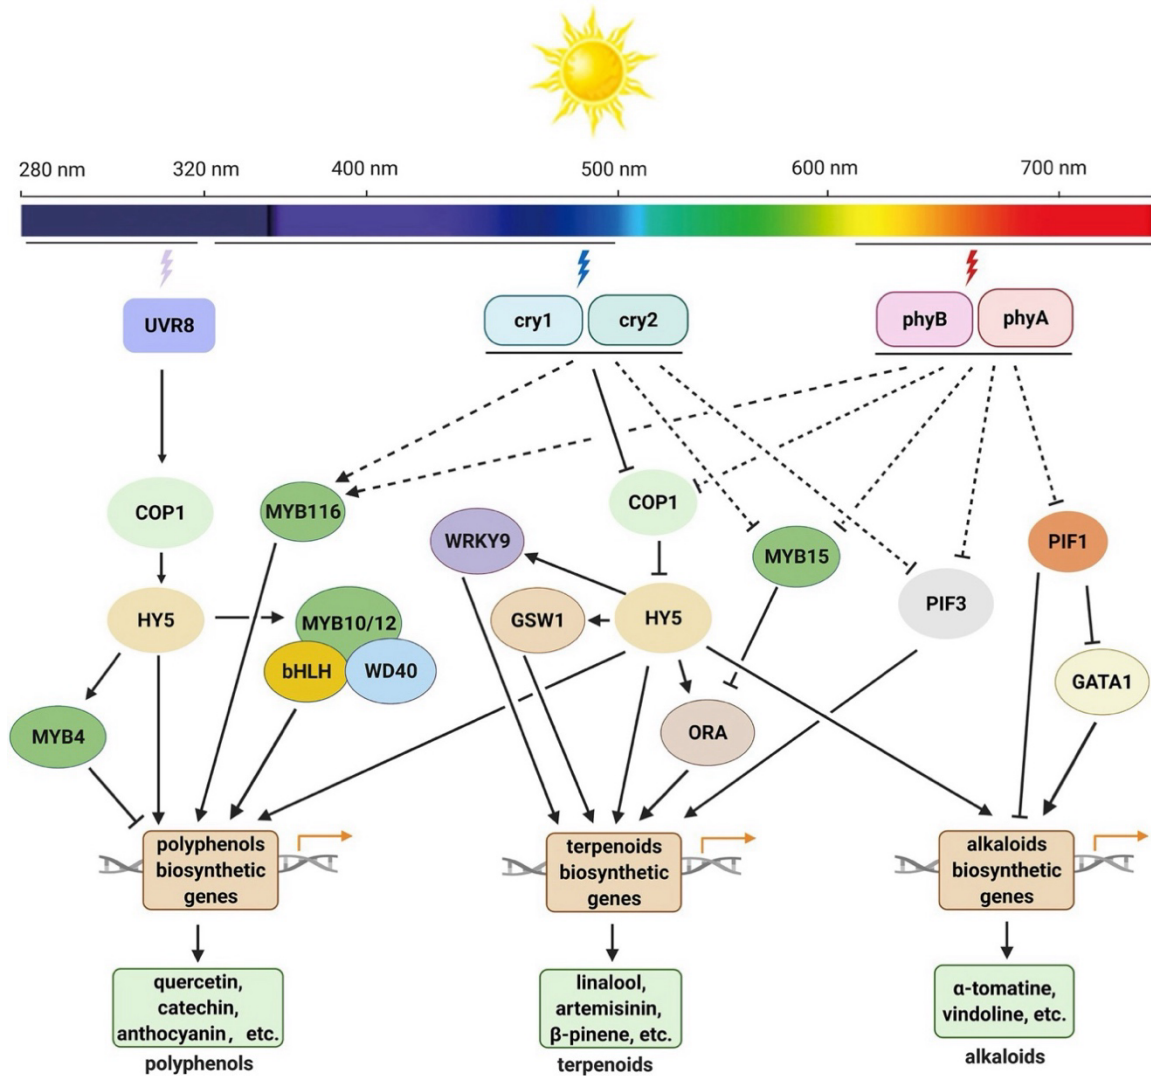 280 nm 320 nm 400 nm 500 nm 600 nm 700 nm
UVR8
cry1
cry2
phyB
phyA
COP1
MYB116
COP1
WRKY9
MYB15
PIF1
HY5
MYB10/12
GSW1
HY5
PIF3
bHLH
WD40
GATA1
MYB4
ORA
polyphenols
biosynthetic
genes
terpenoids
biosynthetic
genes
alkaloids
biosynthetic
genes
quercetin,
catechin,
anthocyanin, etc.
polyphenols
linalool,
artemisinin,
β-pinene, etc.
terpenoids
α-tomatine,
vindoline, etc.
alkaloids